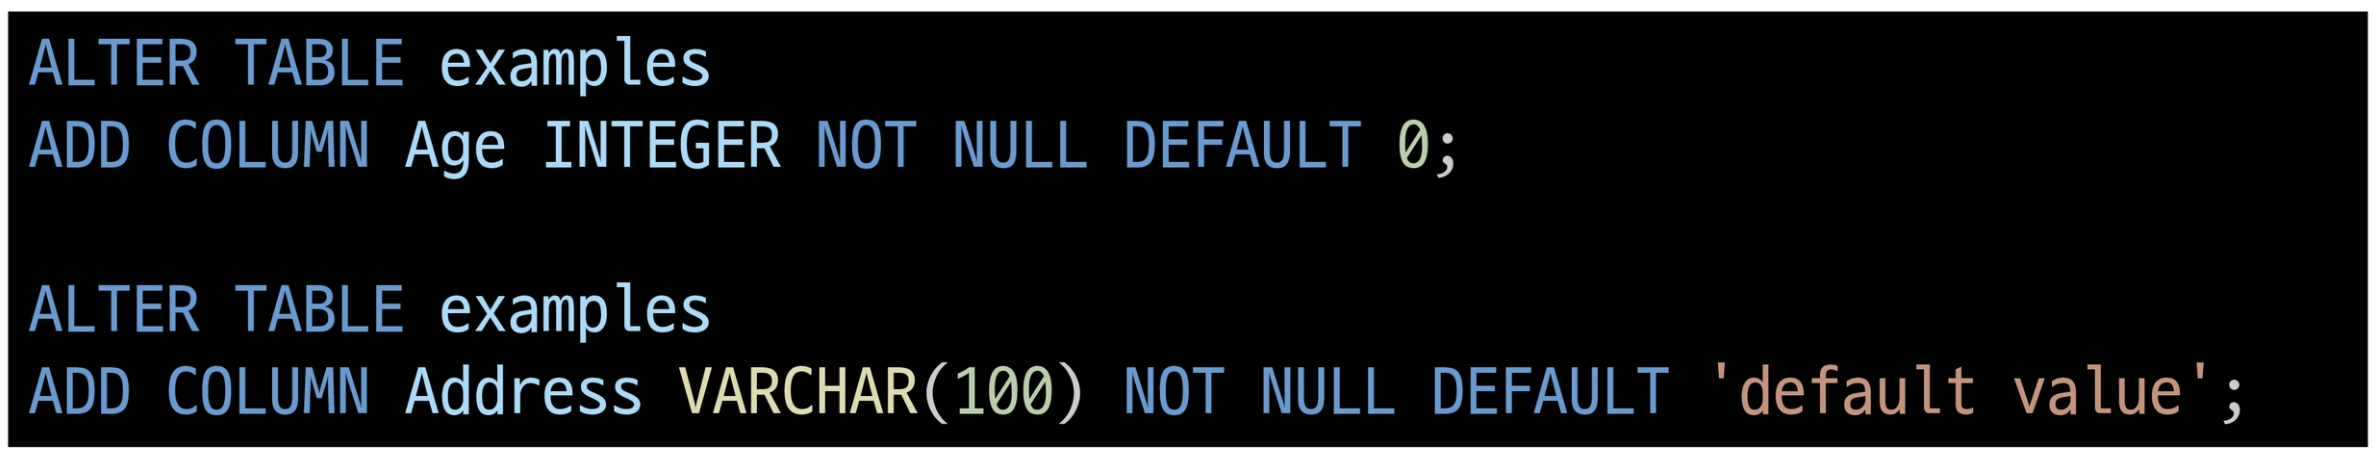 ALTER TABLE examples
ADD COLUMN Age INTEGER NOT NULL DEFAULT 0;
ALTER TABLE examples
ADD COLUMN Address VARCHAR(100) NOT NULL DEFAULT 'default value';